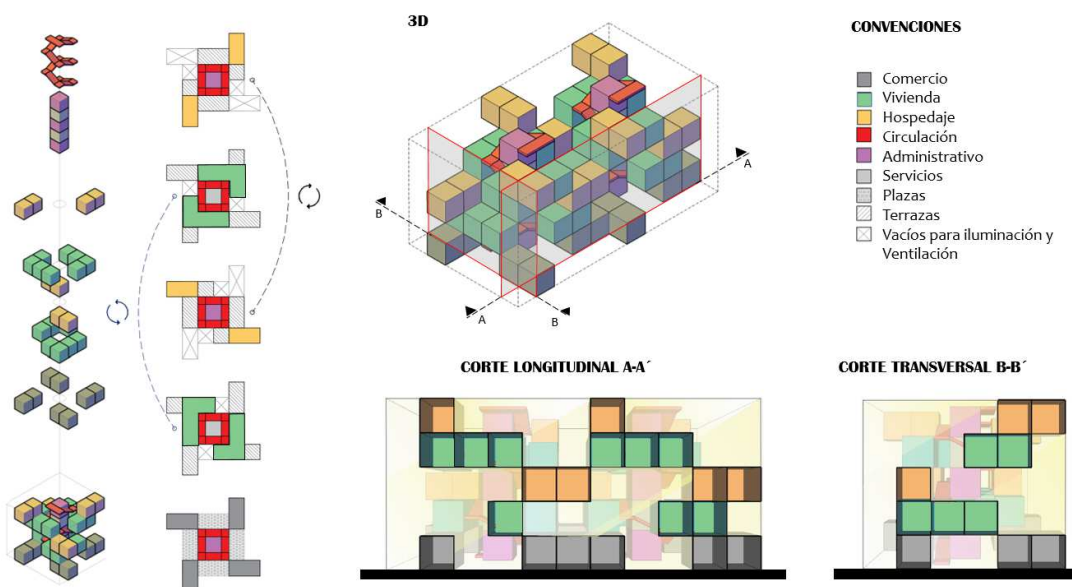 3D
CONVENCIONES
Comercio
Vivienda
Hospedaje
Circulación
Administrativo
Servicios
Plazas
Terrazas
Vacíos para iluminación y
Ventilación
A
B
A
B
CORTE LONGITUDINAL A-A´
CORTE TRANSVERSAL B-B´